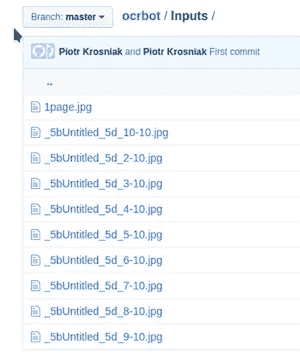 Branch: master ocrbot / Inputs /
Piotr Krosniak and Piotr Krosniak First commit
..
1page.jpg
_5bUntitled_5d_10-10.jpg
_5bUntitled_5d_2-10.jpg
_5bUntitled_5d_3-10.jpg
_5bUntitled_5d_4-10.jpg
_5bUntitled_5d_5-10.jpg
_5bUntitled_5d_6-10.jpg
_5bUntitled_5d_7-10.jpg
_5bUntitled_5d_8-10.jpg
_5bUntitled_5d_9-10.jpg